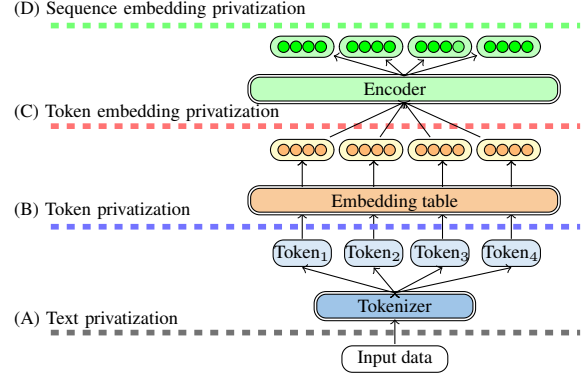 (D) Sequence embedding privatization
Encoder
(C) Token embedding privatization
Embedding table
(B) Token privatization
Token₁ Token₂ Token₃ Token₄
Tokenizer
(A) Text privatization
Input data